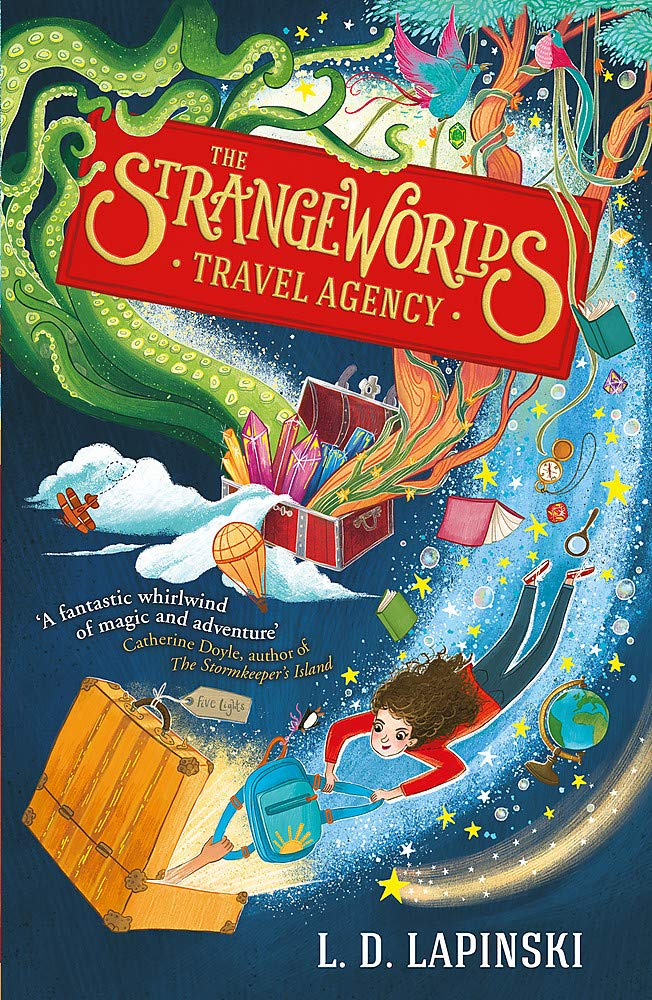 THE
STRANGEWORLDS
· TRAVEL AGENCY ·
'A fantastic whirlwind
of magic and adventure'
Catherine Doyle, author of
The Stormkeeper's Island
Five Lights
L. D. LAPINSKI